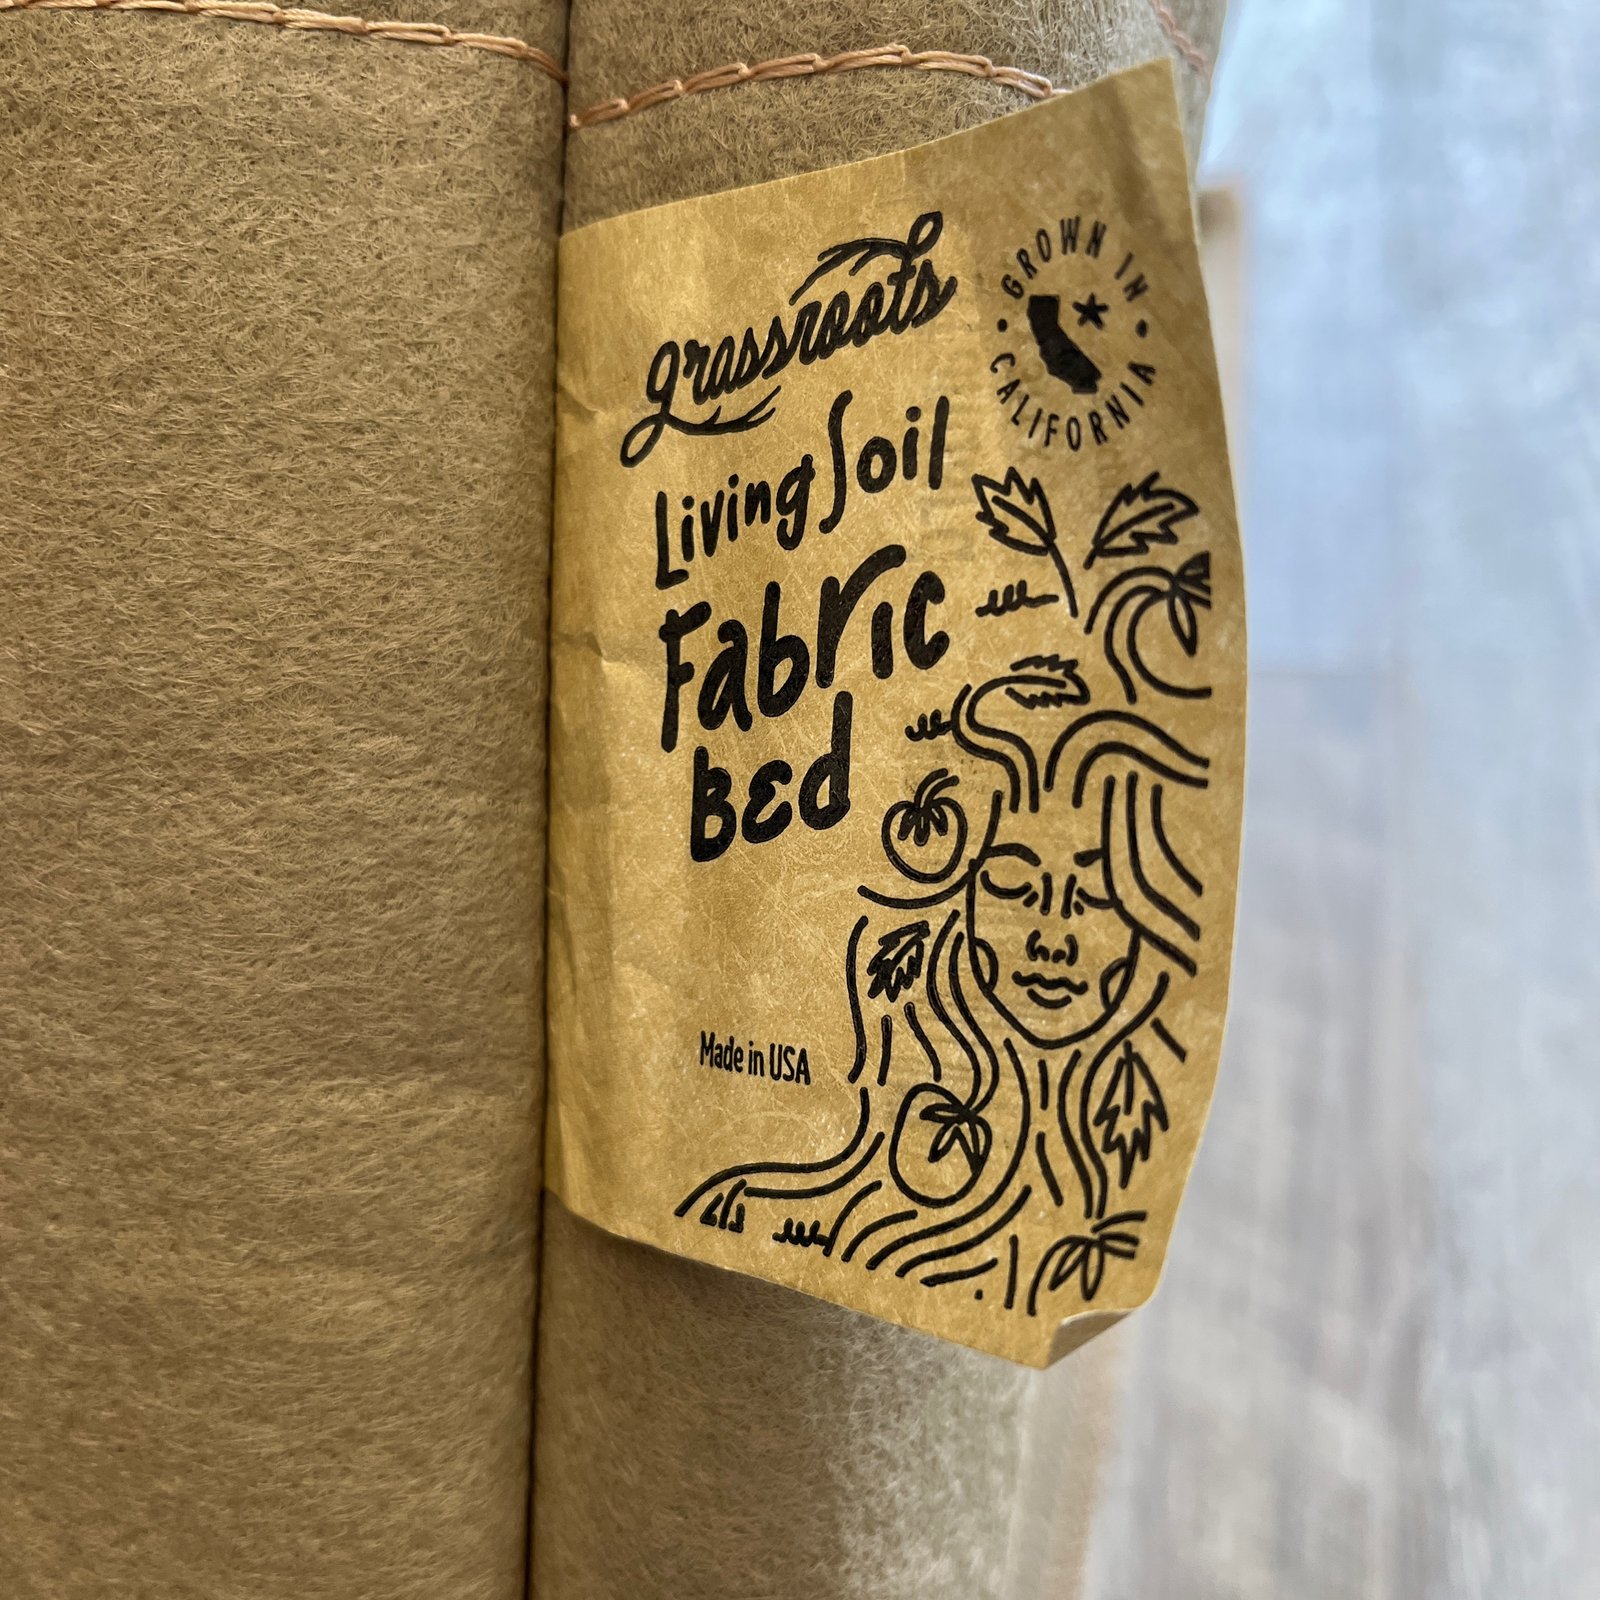 grassroots
GROWN IN
CALIFORNIA
Living Soil
Fabric
Bed
Made in USA